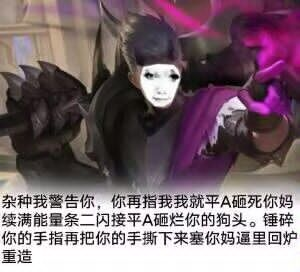 杂种我警告你，你再指我我就平A砸死你妈
续满能量条二闪接平A砸烂你的狗头。锤碎
你的手指再把你的手撕下来塞你妈逼里回炉
重造